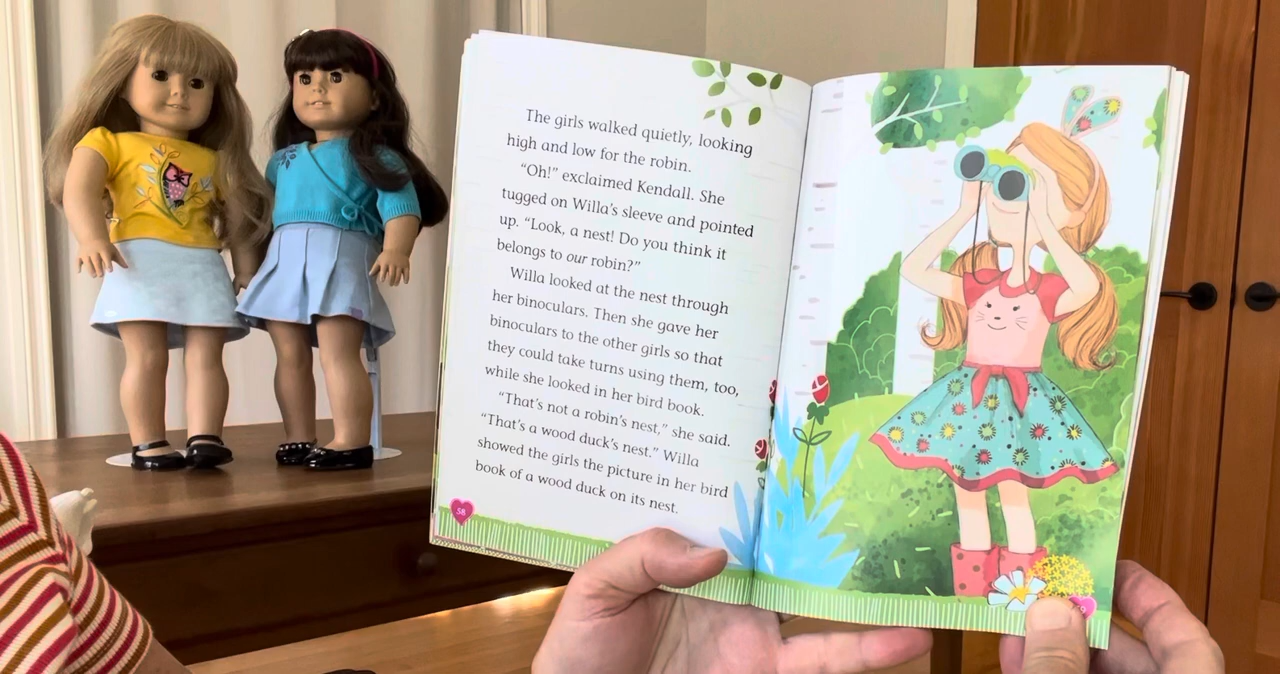 The girls walked quietly, looking
high and low for the robin.
“Oh!” exclaimed Kendall. She
tugged on Willa’s sleeve and pointed
up. “Look, a nest! Do you think it
belongs to our robin?”
Willa looked at the nest through
her binoculars. Then she gave her
binoculars to the other girls so that
they could take turns using them, too,
while she looked in her bird book.
“That’s not a robin’s nest,” she said.
“That’s a wood duck’s nest.” Willa
showed the girls the picture in her bird
book of a wood duck on its nest.
58